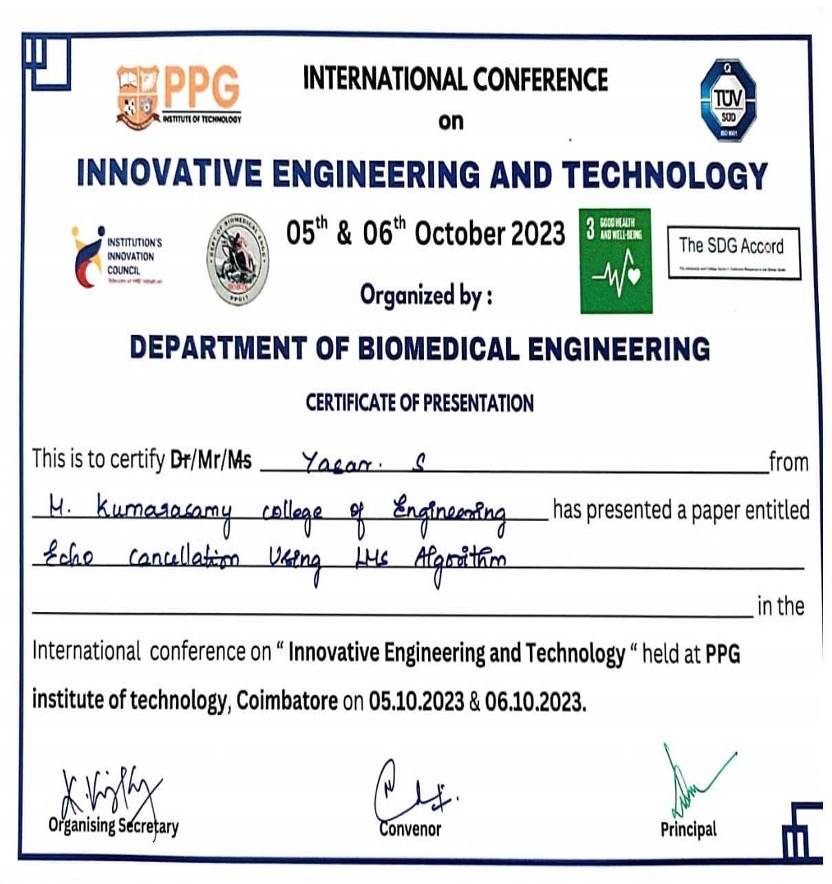 PPG
INSTITUTE OF TECHNOLOGY
INTERNATIONAL CONFERENCE
on
Q
TÜV
SÜD
ISO 9001
INNOVATIVE ENGINEERING AND TECHNOLOGY
INSTITUTION'S
INNOVATION
COUNCIL
05th & 06th October 2023
3 GOOD HEALTH
AND WELL-BEING
The SDG Accord
Organized by :
DEPARTMENT OF BIOMEDICAL ENGINEERING
CERTIFICATE OF PRESENTATION
This is to certify Dr/Mr/Ms Yasar. S from
M. Kumarasamy college of Engineering has presented a paper entitled
Echo cancellation Using LMS Algorithm
in the
International conference on “ Innovative Engineering and Technology “ held at PPG
institute of technology, Coimbatore on 05.10.2023 & 06.10.2023.
Organising Secretary
Convenor
Principal